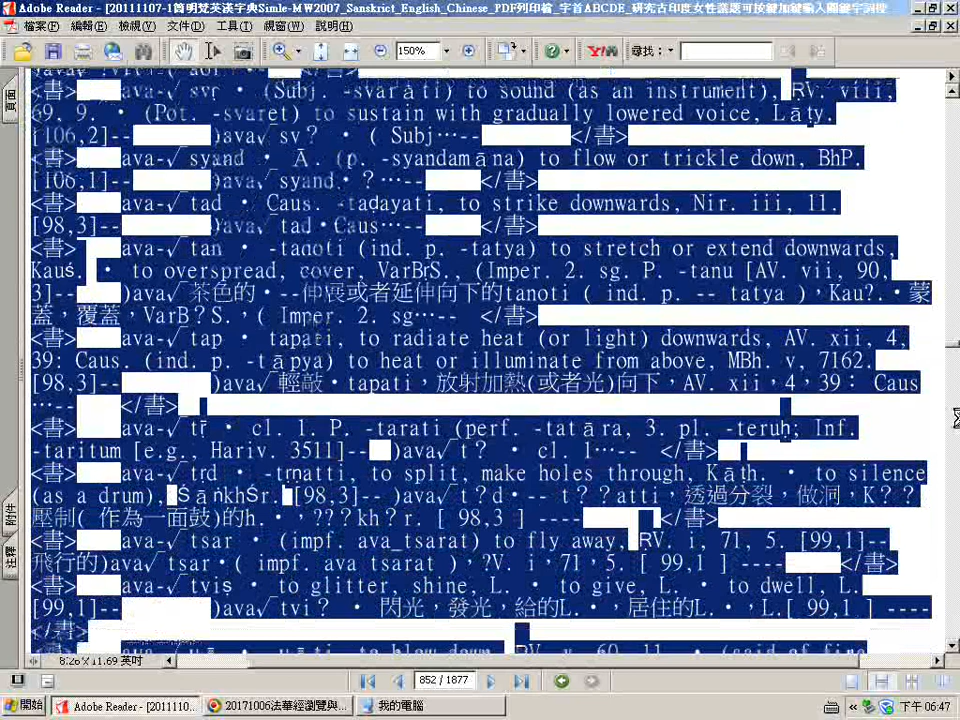 Adobe Reader - [20111107-1簡明梵英漢字典Simle-MW2007_Sanskrict_English_Chinese_PDF列印檔_字首ABCDE_研究古印度女性議題可按鍵輸入關鍵字詞搜
檔案(F) 編輯(E) 檢視(V) 文件(D) 工具(T) 視窗(W) 說明(H)
150% Y! 尋找:
頁面
<書> ava-√ svṛ • (Subj. -svarāti) to sound (as an instrument), RV. viii,
69, 9. • (Pot. -svaret) to sustain with gradually lowered voice, Lāṭy.
[106,2]-- )ava√ sv? • ( Subj…-- </書>
<書> ava-√ syand • Ā. (p. -syandamāna) to flow or trickle down, BhP.
[106,1]-- )ava√ syand • ?…-- </書>
<書> ava-√ taḍ • Caus. -tāḍayati, to strike downwards, Nir. iii, 11.
[98,3]-- )ava√ tad • Caus…-- </書>
<書> ava-√ tan • -tanoti (ind. p. -tatya) to stretch or extend downwards,
Kauś. • to overspread, cover, VarBṛS., (Imper. 2. sg. P. -tanu [AV. vii, 90,
3]-- )ava√ 茶色的 • --伸展或者延伸向下的tanoti ( ind. p. -- tatya ), Kau?. • 蒙
蓋，覆蓋，VarB？S.，( Imper. 2. sg…-- </書>
<書> ava-√ tap • -tapati, to radiate heat (or light) downwards, AV. xii, 4,
39: Caus. (ind. p. -tāpya) to heat or illuminate from above, MBh. v, 7162.
[98,3]-- )ava√ 輕敲 • tapati，放射加熱(或者光)向下，AV. xii，4，39： Caus
…-- </書>
<書> ava-√ tṝ • cl. 1. P. -tarati (perf. -tatāra, 3. pl. -teruḥ; Inf.
-taritum [e.g., Hariv. 3511]-- )ava√ t? • cl. 1…-- </書>
<書> ava-√ tṛd • -tṛṇatti, to split, make holes through, Kāṭh. • to silence
(as a drum), ŚāṅkhŚr. [98,3]-- )ava√ t?d • -- t??atti，透過分裂，做洞，K??
壓制( 作為一面鼓)的h. •，???kh?r. [ 98,3 ] ---- </書>
<書> ava-√ tsar • (impf. ava_tsarat) to fly away, RV. i, 71, 5. [99,1]--
飛行的)ava√ tsar • ( impf. ava tsarat )，?V. i，71，5. [ 99,1 ] ---- </書>
<書> ava-√ tviṣ • to glitter, shine, L. • to give, L. • to dwell, L.
[99,1]-- )ava√ tvi? • 閃光，發光，給的L. •，居住的L. •，L.[ 99,1 ] ----
</書>
附件
注釋
8.26 x 11.69 英吋
852 / 1877
開始 Adobe Reader - [2011110... 20171006法華經瀏覽與... 我的電腦 下午 06:47